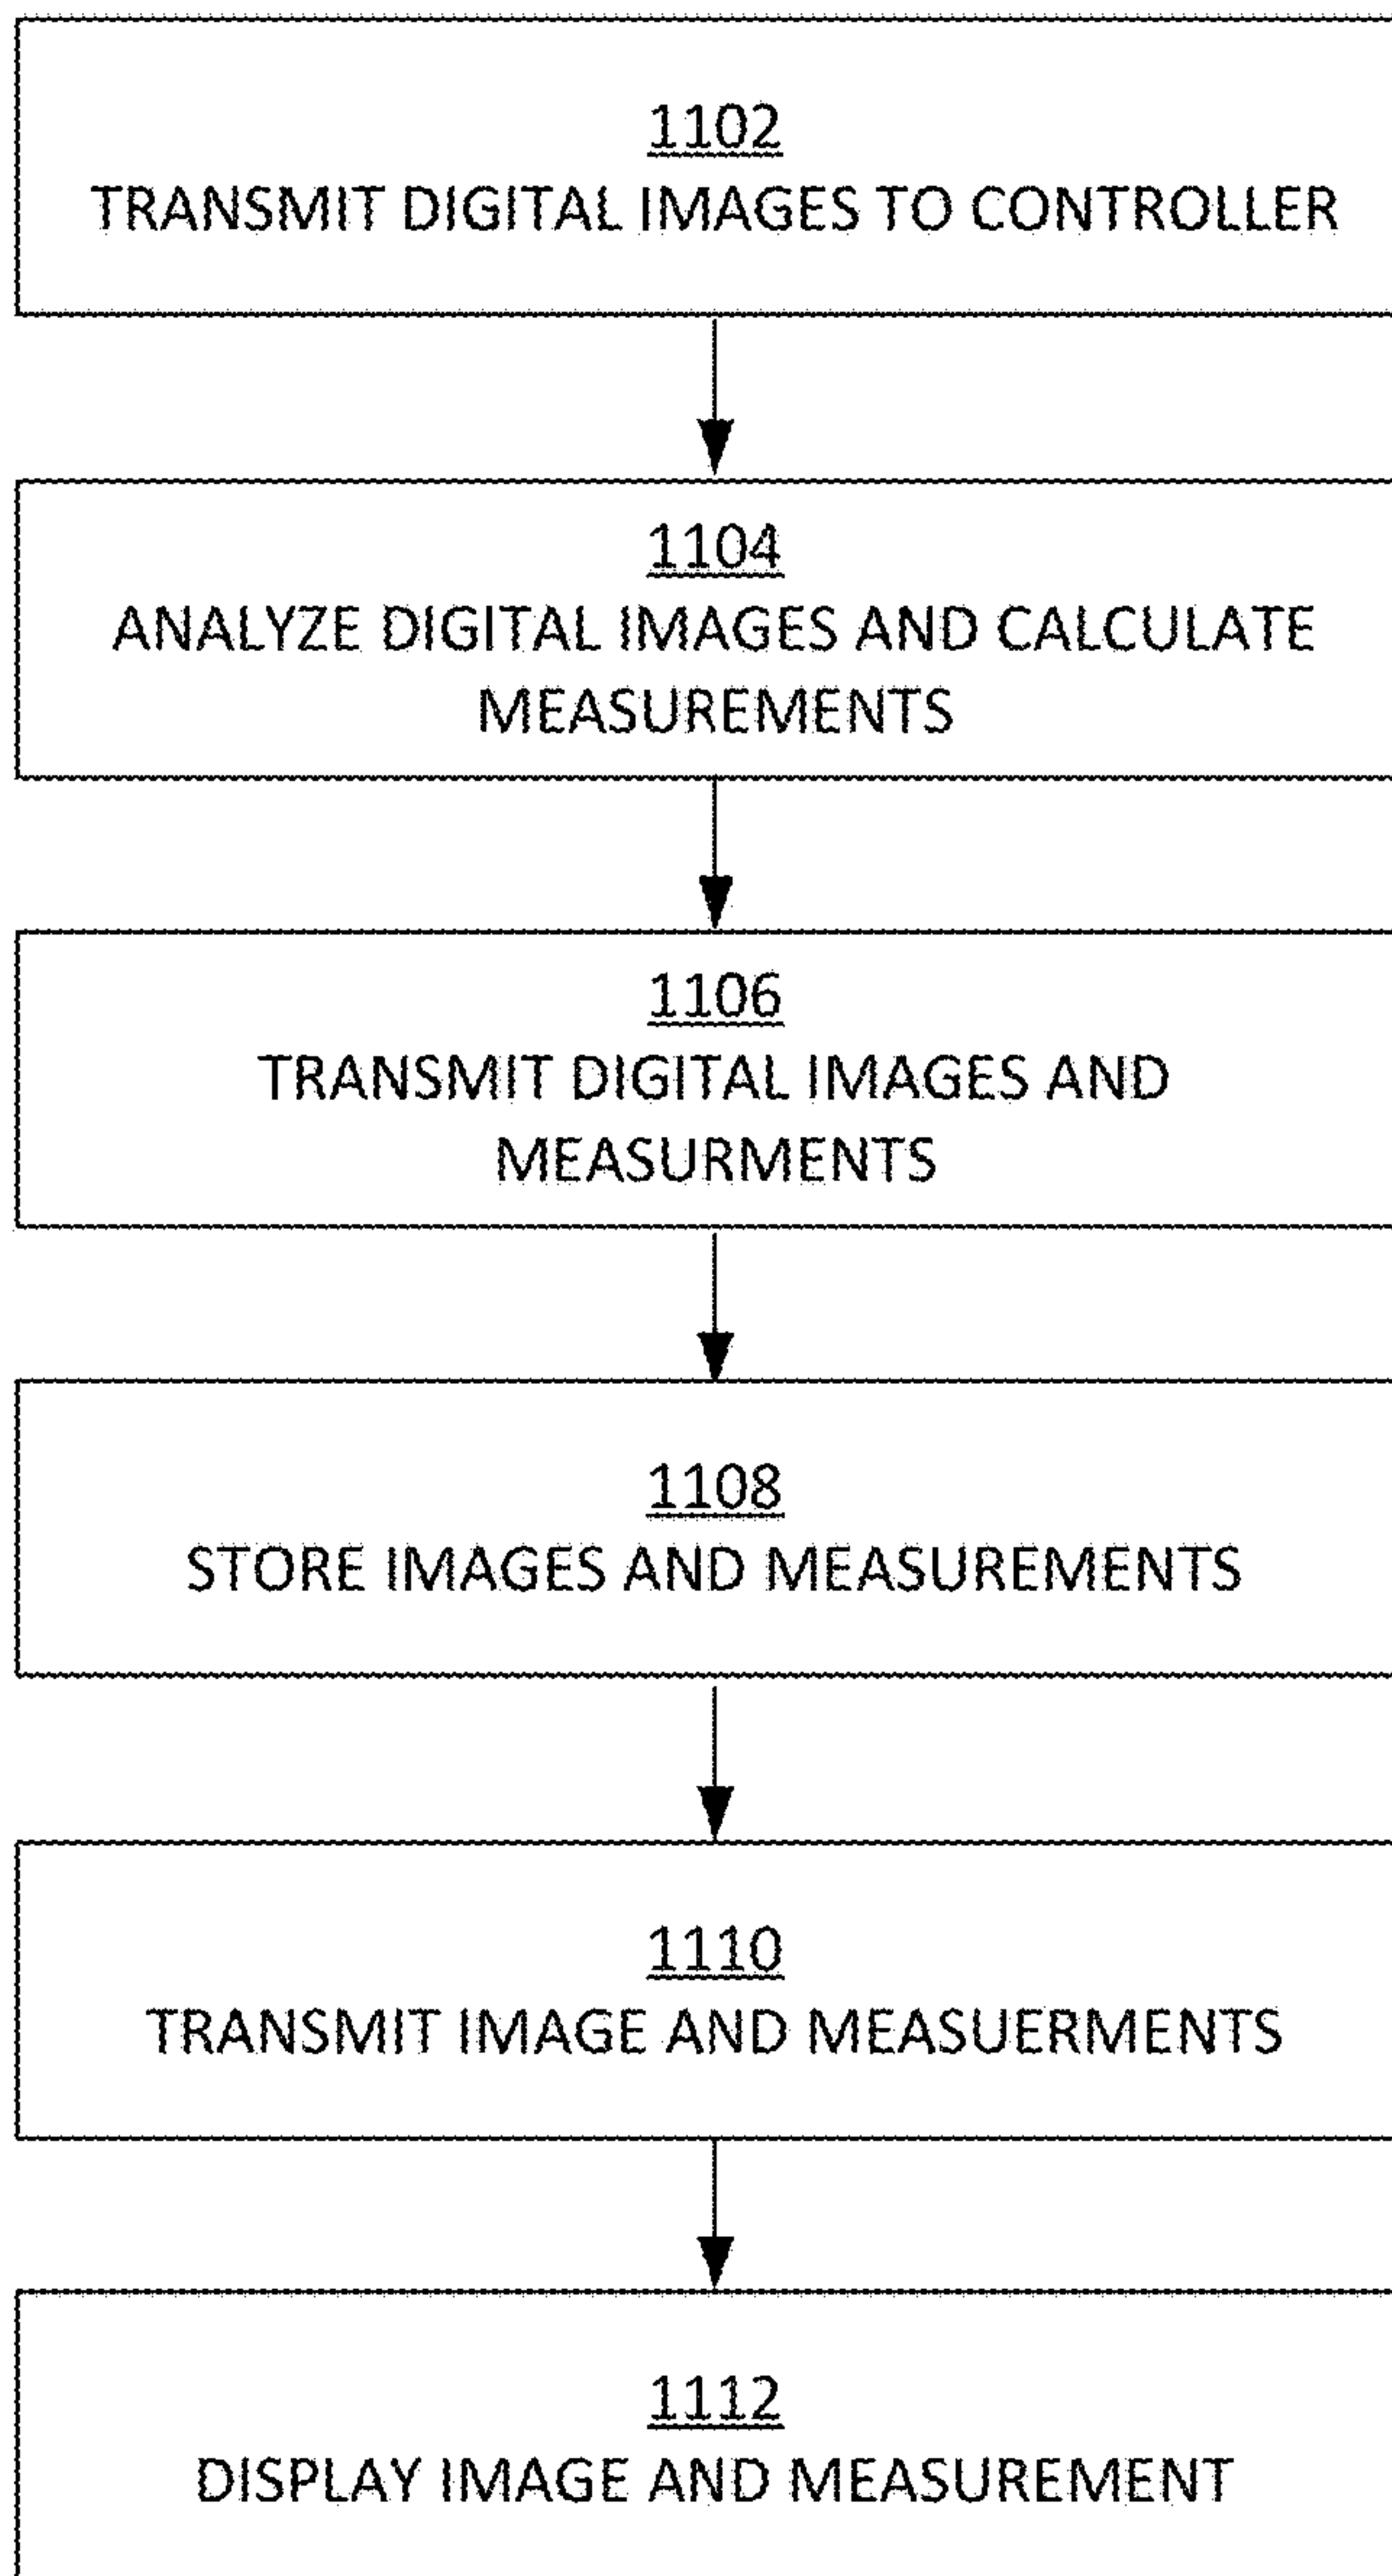 1102
TRANSMIT DIGITAL IMAGES TO CONTROLLER
1104
ANALYZE DIGITAL IMAGES AND CALCULATE
MEASUREMENTS
1106
TRANSMIT DIGITAL IMAGES AND
MEASURMENTS
1108
STORE IMAGES AND MEASUREMENTS
1110
TRANSMIT IMAGE AND MEASUERMENTS
1112
DISPLAY IMAGE AND MEASUREMENT